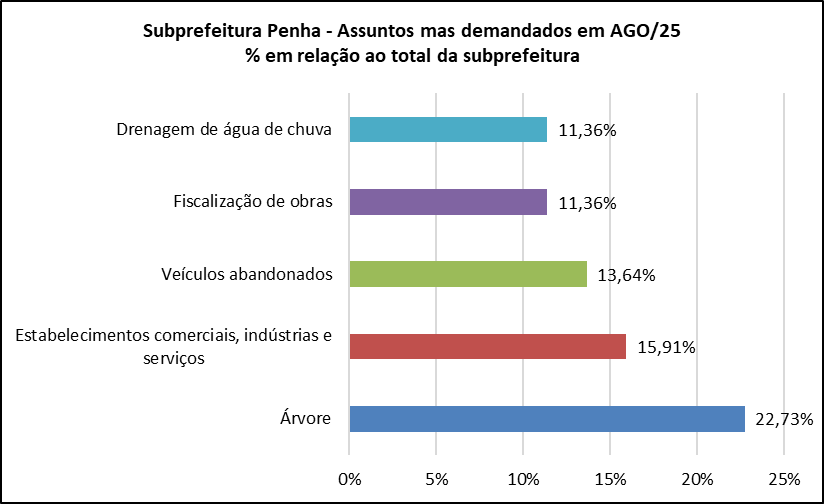 Subprefeitura Penha - Assuntos mas demandados em AGO/25
% em relação ao total da subprefeitura
Drenagem de água de chuva
11,36%
Fiscalização de obras
11,36%
Veículos abandonados
13,64%
Estabelecimentos comerciais, indústrias e
serviços
15,91%
Árvore
22,73%
0%
5%
10%
15%
20%
25%